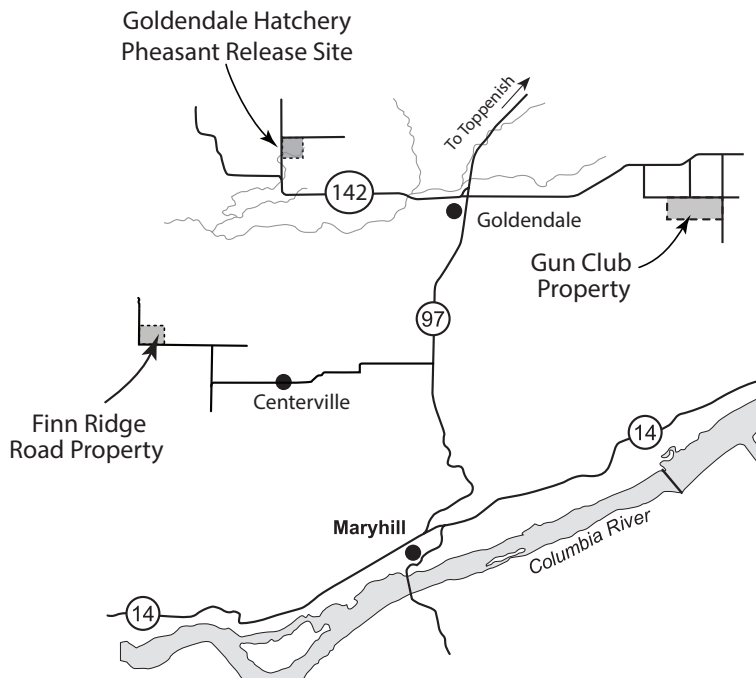 Goldendale Hatchery
Pheasant Release Site
To Toppenish
142
Goldendale
Gun Club
Property
97
Centerville
Finn Ridge
Road Property
14
Maryhill
Columbia River
14